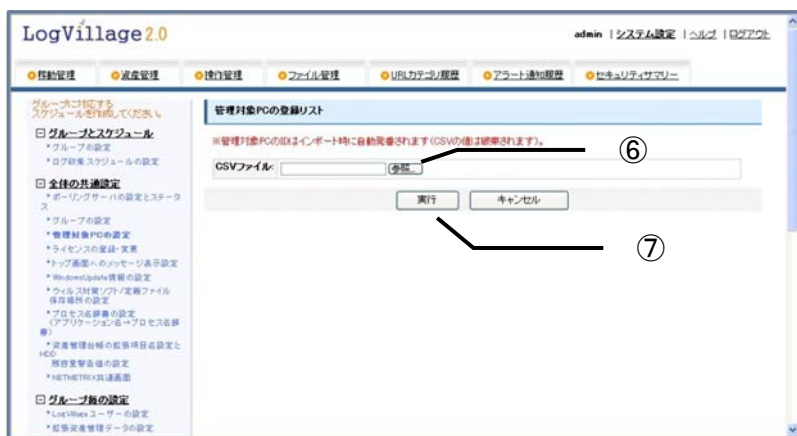 LogVillage 2.0
admin | システム設定 | ヘルプ | ログアウト
稼動管理 資産管理 操作管理 ファイル管理 URLカテゴリ履歴 アラート通知履歴 セキュリティサマリー
グループに対応する
スケジュールを作成してください。
グループとスケジュール
*グループの設定
*ログ収集スケジュールの設定
全体の共通設定
*ポーリングサーバの設定とステータ
ス
*グループの設定
*管理対象PCの設定
*ライセンスの登録・変更
*トップ画面へのメッセージ表示設定
*WindowsUpdate情報の設定
*ウィルス対策ソフト/定義ファイル
保存場所の設定
*プロセス名辞書の設定
(アプリケーション名→プロセス名辞
書)
*資産管理台帳の拡張項目名設定と
HDD
残容量警告値の設定
*NETMETRIX共通画面
グループ毎の設定
*LogVillageユーザーの設定
*拡張資産管理データの設定
管理対象PCの登録リスト
※管理対象PCのIDはインポート時に自動発番されます(CSVの値は破棄されます)。
CSVファイル: 参照...
⑥
実行 キャンセル
⑦